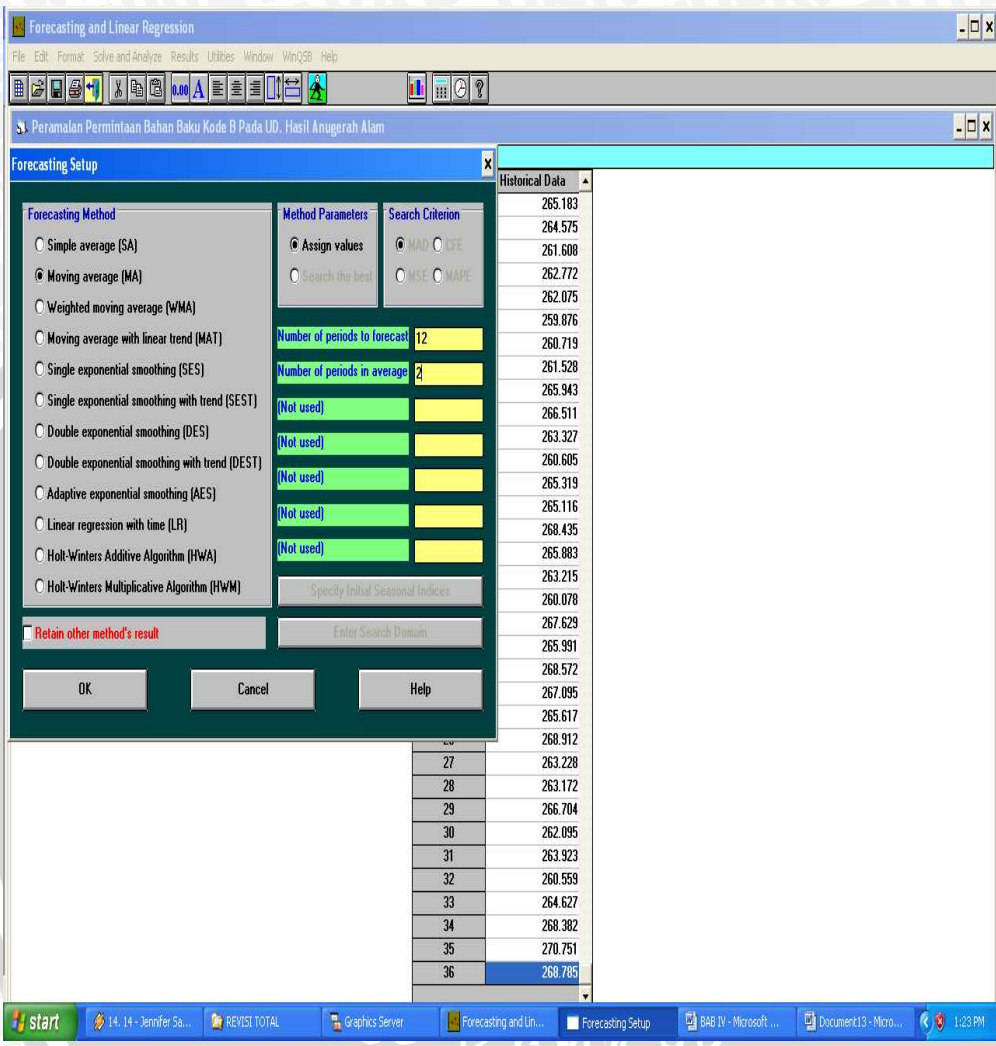 Forecasting and Linear Regression
File Edit Format Solve and Analyze Results Utilities Window WinQSB Help
0.00 A
Peramalan Permintaan Bahan Baku Kode B Pada UD. Hasil Anugerah Alam
Forecasting Setup
Forecasting Method
Simple average (SA)
Moving average (MA)
Weighted moving average (WMA)
Moving average with linear trend (MAT)
Single exponential smoothing (SES)
Single exponential smoothing with trend (SEST)
Double exponential smoothing (DES)
Double exponential smoothing with trend (DEST)
Adaptive exponential smoothing (AES)
Linear regression with time (LR)
Holt-Winters Additive Algorithm (HWA)
Holt-Winters Multiplicative Algorithm (HWM)
Retain other method's result
Method Parameters
Assign values
Search the best
Search Criterion
MAD CFE
MSE MAPE
Number of periods to forecast 12
Number of periods in average 2
(Not used)
(Not used)
(Not used)
(Not used)
(Not used)
Specify Initial Seasonal Indices
Enter Search Domain
OK Cancel Help
Historical Data
265.183
264.575
261.608
262.772
262.075
259.876
260.719
261.528
265.943
266.511
263.327
260.605
265.319
265.116
268.435
265.883
263.215
260.078
267.629
265.991
268.572
267.095
265.617
268.912
27 263.228
28 263.172
29 266.704
30 262.095
31 263.923
32 260.559
33 264.627
34 268.382
35 270.751
36 268.785
start 14. 14 - Jennifer Sa... REVISI TOTAL Graphics Server Forecasting and Lin... Forecasting Setup BAB IV - Microsoft ... Document13 - Micro... 1:23 PM